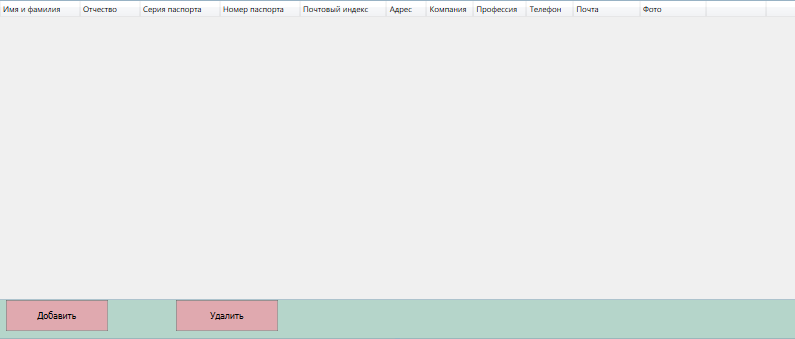 Имя и фамилия Отчество Серия паспорта Номер паспорта Почтовый индекс Адрес Компания Профессия Телефон Почта Фото
Добавить Удалить